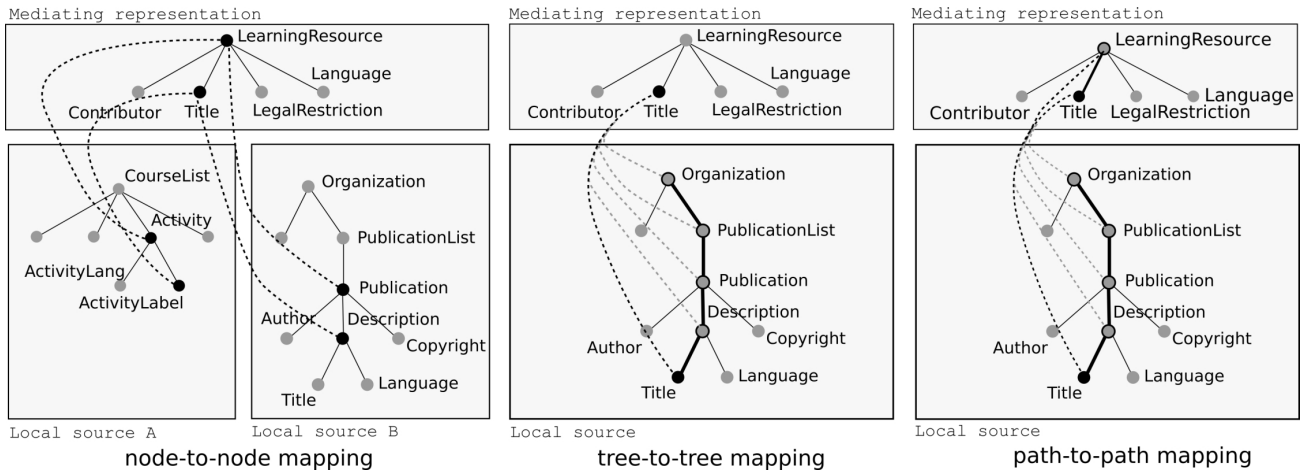 Mediating representation
LearningResource
Language
Contributor
Title
LegalRestriction
CourseList
Activity
ActivityLang
ActivityLabel
Local source A
Organization
PublicationList
Publication
Author
Description
Copyright
Title
Language
Local source B
node-to-node mapping
Mediating representation
LearningResource
Language
Contributor
Title
LegalRestriction
Organization
PublicationList
Publication
Description
Author
Copyright
Title
Language
Local source
tree-to-tree mapping
Mediating representation
LearningResource
Language
Contributor
Title
LegalRestriction
Organization
PublicationList
Publication
Description
Author
Copyright
Title
Language
Local source
path-to-path mapping